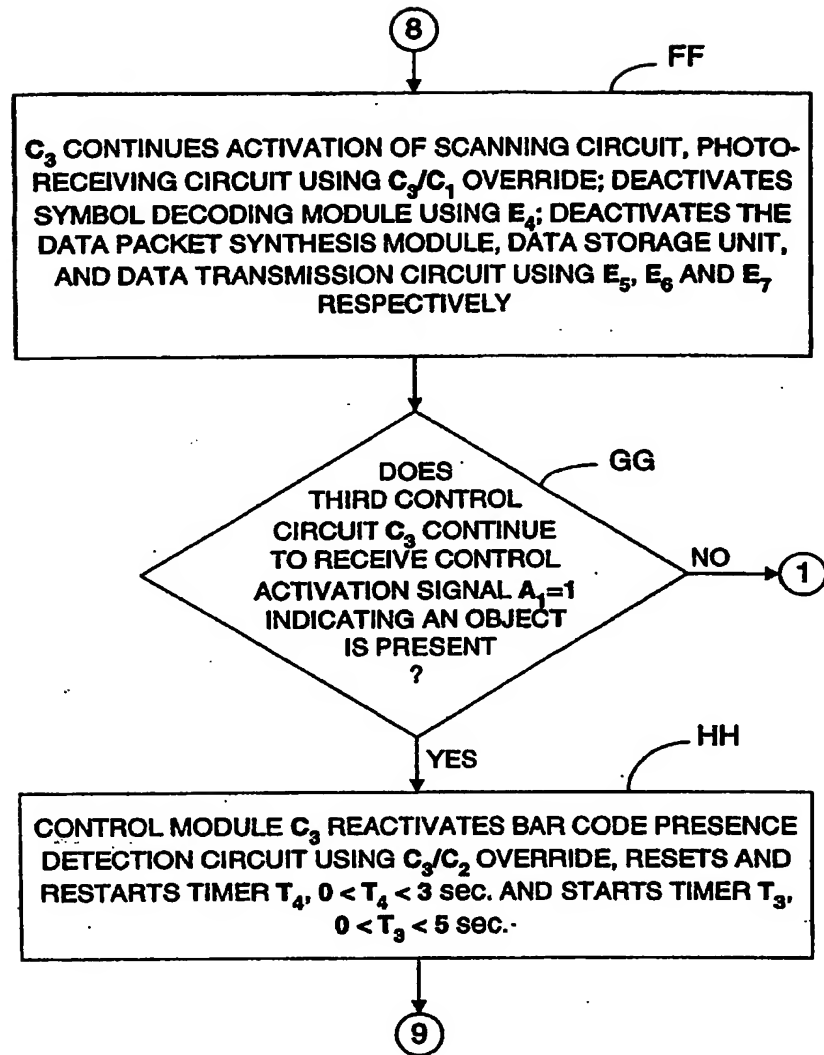 8
FF
C₃ CONTINUES ACTIVATION OF SCANNING CIRCUIT, PHOTO-
RECEIVING CIRCUIT USING C₃/C₁ OVERRIDE; DEACTIVATES
SYMBOL DECODING MODULE USING E₄; DEACTIVATES THE
DATA PACKET SYNTHESIS MODULE, DATA STORAGE UNIT,
AND DATA TRANSMISSION CIRCUIT USING E₅, E₆ AND E₇
RESPECTIVELY
GG
DOES
THIRD CONTROL
CIRCUIT C₃ CONTINUE
TO RECEIVE CONTROL
ACTIVATION SIGNAL A₁=1
INDICATING AN OBJECT
IS PRESENT
?
NO
1
YES
HH
CONTROL MODULE C₃ REACTIVATES BAR CODE PRESENCE
DETECTION CIRCUIT USING C₃/C₂ OVERRIDE, RESETS AND
RESTARTS TIMER T₄, 0 < T₄ < 3 sec. AND STARTS TIMER T₃,
0 < T₃ < 5 sec.
9